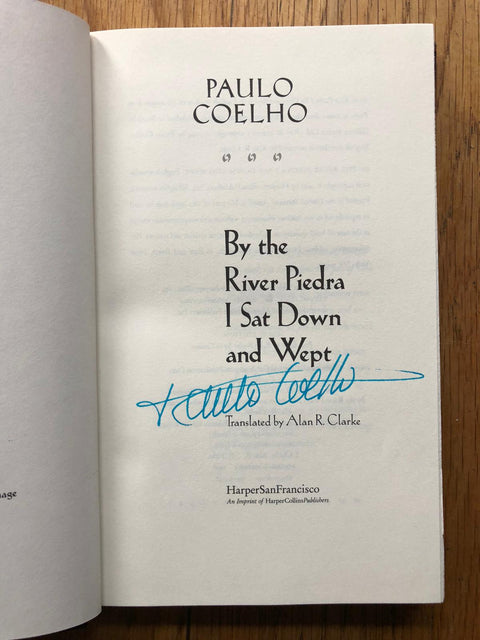 PAULO
COELHO
By the
River Piedra
I Sat Down
and Wept
Paulo Coelho
Translated by Alan R. Clarke
HarperSanFrancisco
An Imprint of HarperCollinsPublishers